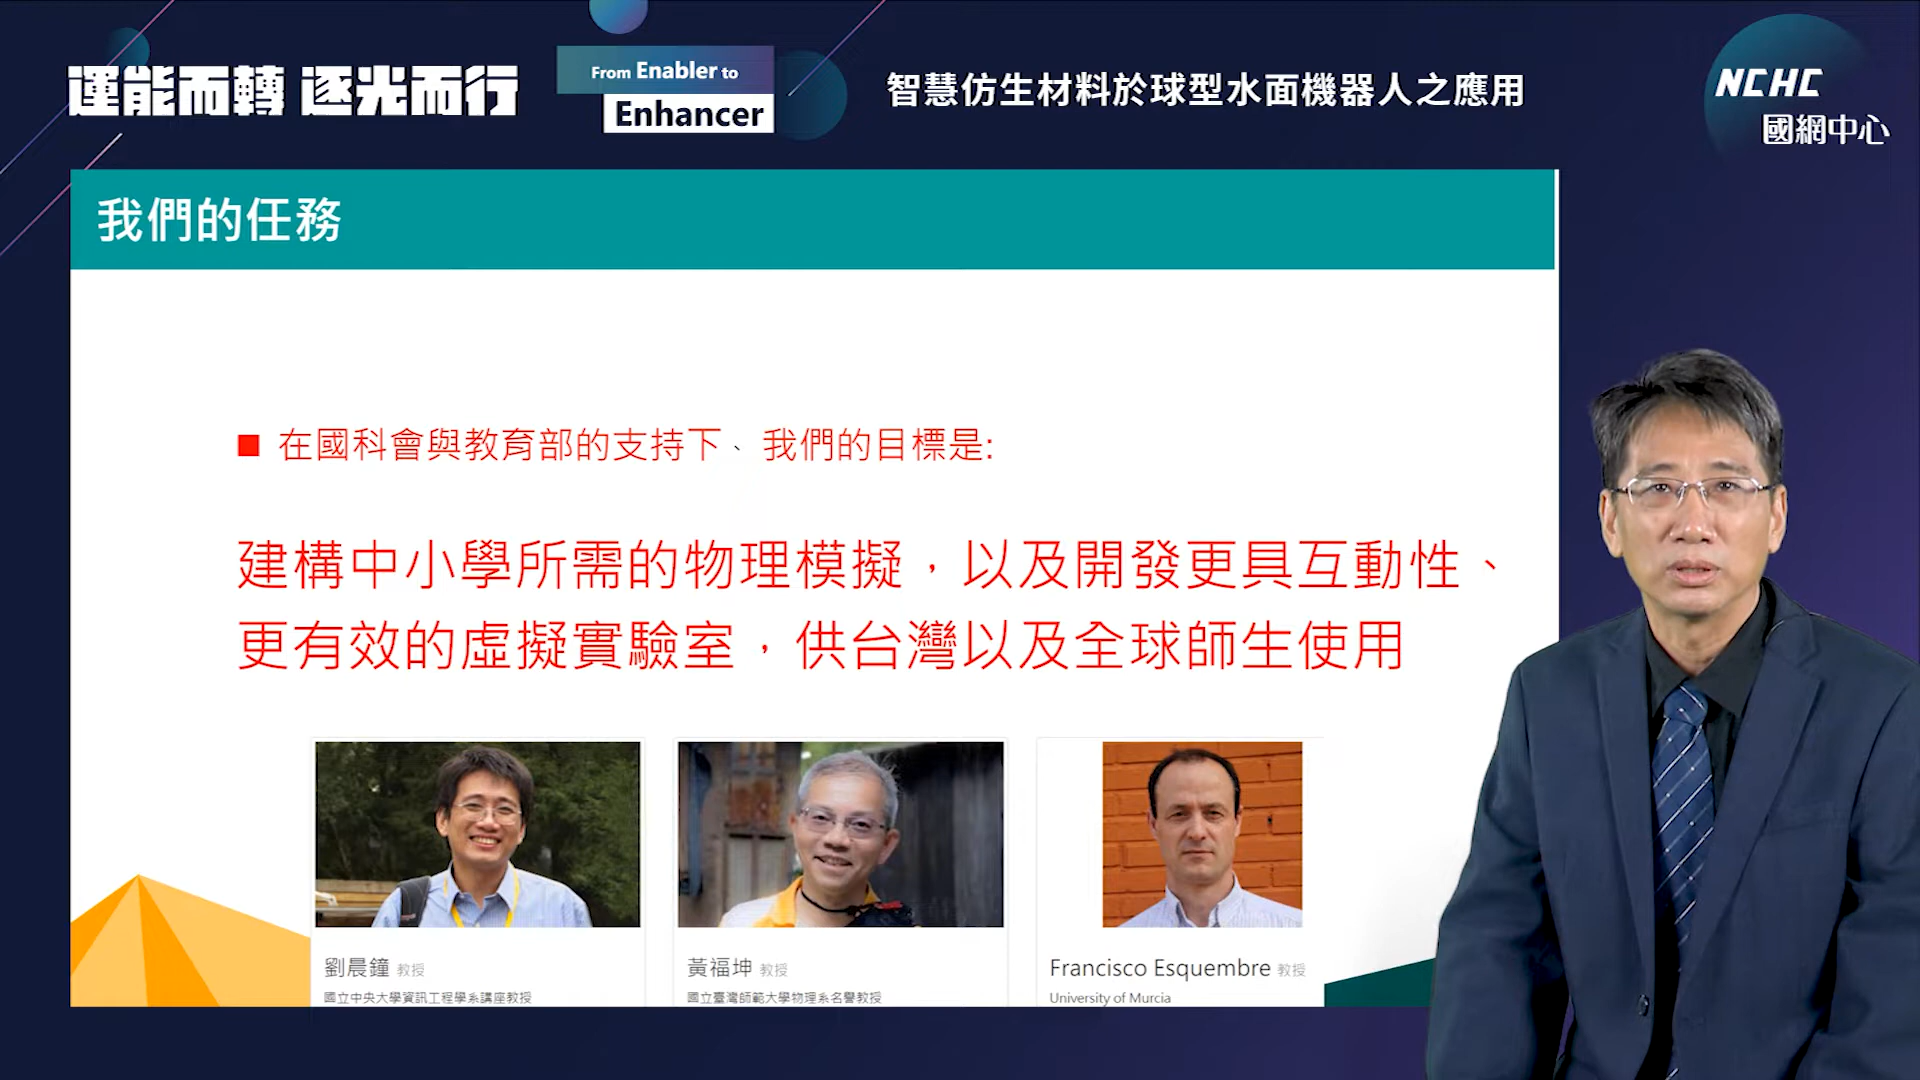 運能而轉 逐光而行
From Enabler to
Enhancer
智慧仿生材料於球型水面機器人之應用
NCHC
國網中心
我們的任務
■ 在國科會與教育部的支持下、我們的目標是:
建構中小學所需的物理模擬，以及開發更具互動性、
更有效的虛擬實驗室，供台灣以及全球師生使用
劉晨鐘 教授
國立中央大學資訊工程學系講座教授
黃福坤 教授
國立臺灣師範大學物理系名譽教授
Francisco Esquembre 教授
University of Murcia